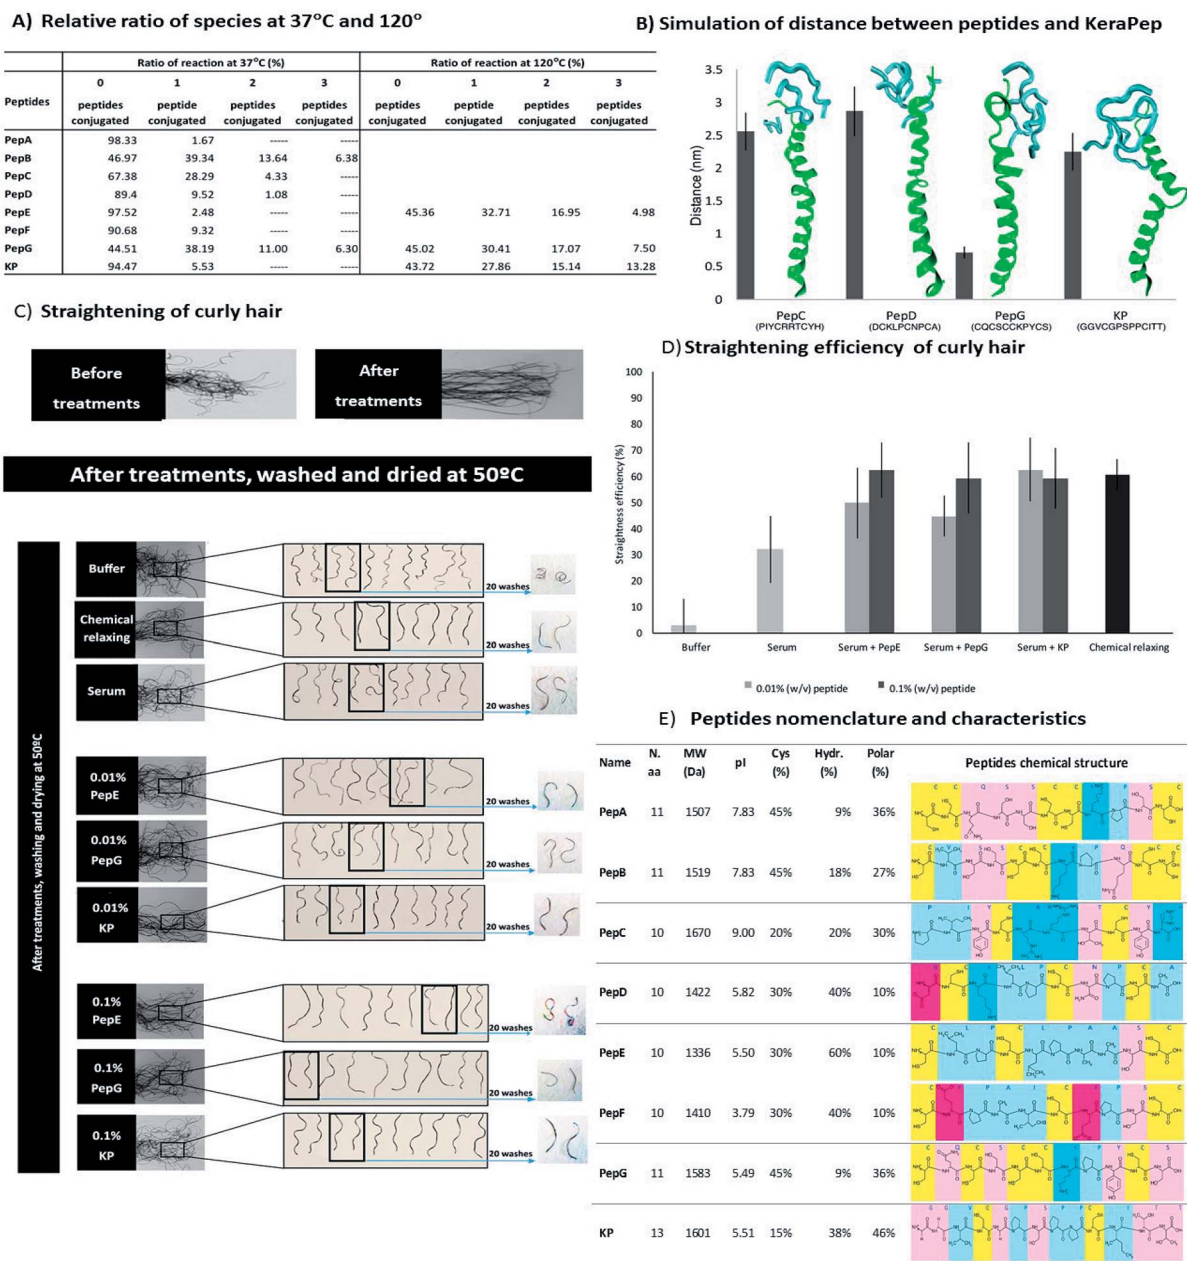 A) Relative ratio of species at 37°C and 120°
Ratio of reaction at 37°C (%) Ratio of reaction at 120°C (%)
Peptides 0 peptides conjugated 1 peptide conjugated 2 peptides conjugated 3 peptides conjugated 0 peptides conjugated 1 peptide conjugated 2 peptides conjugated 3 peptides conjugated
PepA 98.33 1.67 ----- -----
PepB 46.97 39.34 13.64 6.38
PepC 67.38 28.29 4.33 -----
PepD 89.4 9.52 1.08 -----
PepE 97.52 2.48 ----- ----- 45.36 32.71 16.95 4.98
PepF 90.68 9.32 ----- -----
PepG 44.51 38.19 11.00 6.30 45.02 30.41 17.07 7.50
KP 94.47 5.53 ----- ----- 43.72 27.86 15.14 13.28
B) Simulation of distance between peptides and KeraPep
Distance (nm)
3.5
3
2.5
2
1.5
1
0.5
0
PepC PepD PepG KP
(PIYCRRTCYH) (DCKLPCNPCA) (CQCSCCKPYCS) (GGVCGPSPPCITT)
C) Straightening of curly hair
Before treatments
After treatments
After treatments, washed and dried at 50ºC
After treatments, washing and drying at 50ºC
Buffer
20 washes
Chemical relaxing
20 washes
Serum
20 washes
0.01% PepE
20 washes
0.01% PepG
20 washes
0.01% KP
20 washes
0.1% PepE
20 washes
0.1% PepG
20 washes
0.1% KP
20 washes
D) Straightening efficiency of curly hair
Straightness efficiency (%)
100
90
80
70
60
50
40
30
20
10
0
Buffer Serum Serum + PepE Serum + PepG Serum + KP Chemical relaxing
0.01% (w/v) peptide 0.1% (w/v) peptide
E) Peptides nomenclature and characteristics
Name N. aa MW (Da) pI Cys (%) Hydr. (%) Polar (%) Peptides chemical structure
PepA 11 1507 7.83 45% 9% 36%
PepB 11 1519 7.83 45% 18% 27%
PepC 10 1670 9.00 20% 20% 30%
PepD 10 1422 5.82 30% 40% 10%
PepE 10 1336 5.50 30% 60% 10%
PepF 10 1410 3.79 30% 40% 10%
PepG 11 1583 5.49 45% 9% 36%
KP 13 1601 5.51 15% 38% 46%